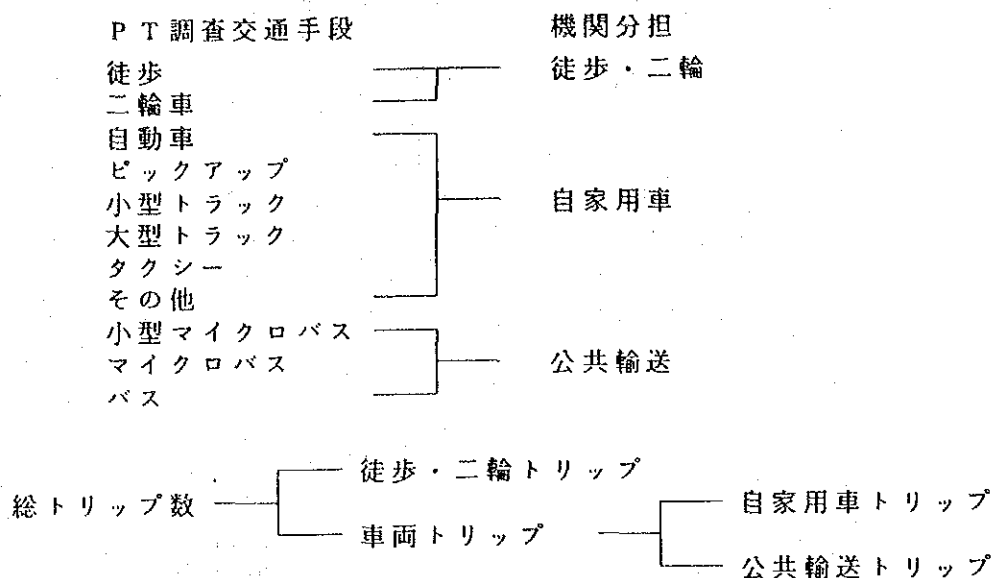 PT調査交通手段 機関分担
徒歩 徒歩・二輪
二輪車
自動車
ピックアップ
小型トラック 自家用車
大型トラック
タクシー
その他
小型マイクロバス
マイクロバス 公共輸送
バス
徒歩・二輪トリップ
総トリップ数 自家用車トリップ
車両トリップ
公共輸送トリップ